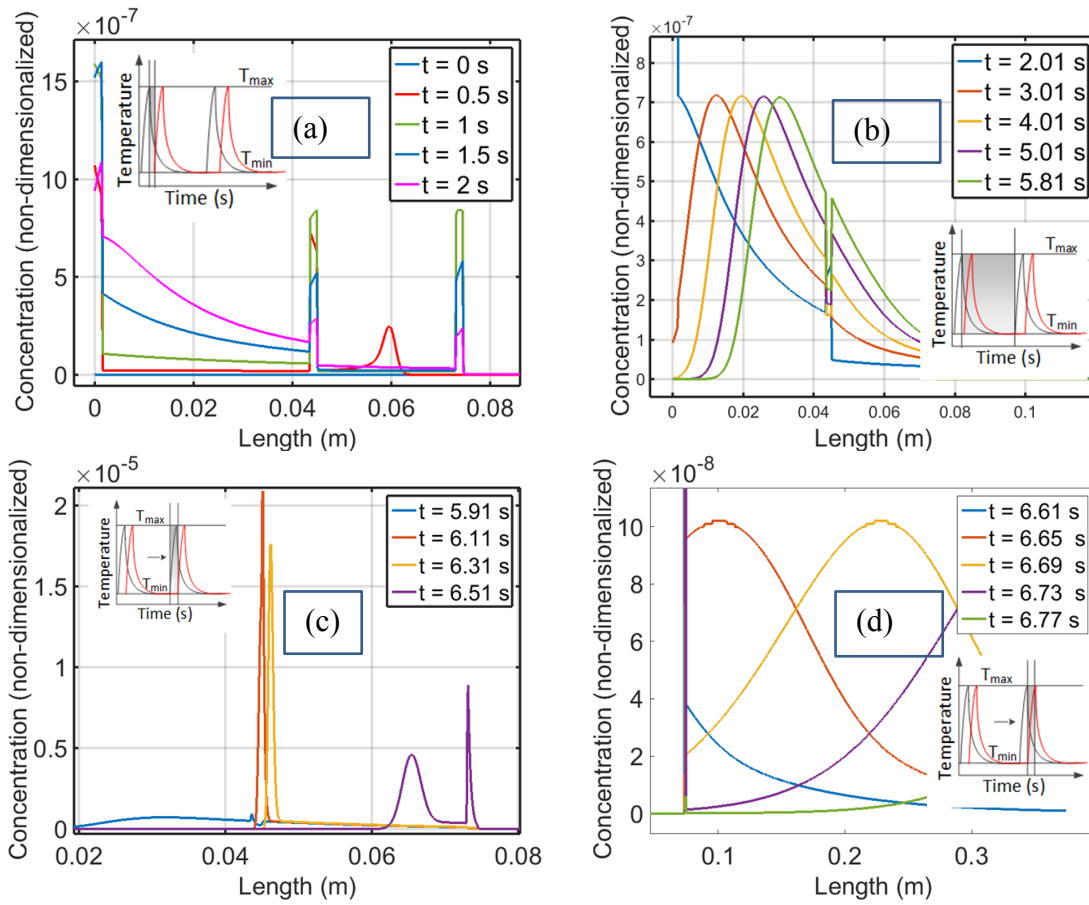 ×10⁻⁷
Concentration (non-dimensionalized)
15
10
5
0
0
0.02
0.04
0.06
0.08
Length (m)
t = 0 s
t = 0.5 s
t = 1 s
t = 1.5 s
t = 2 s
(a)
Temperature
Tmax
Tmin
Time (s)
×10⁻⁷
Concentration (non-dimensionalized)
8
7
6
5
4
3
2
1
0
0
0.02
0.04
0.06
0.08
0.1
Length (m)
t = 2.01 s
t = 3.01 s
t = 4.01 s
t = 5.01 s
t = 5.81 s
(b)
Temperature
Tmax
Tmin
Time (s)
×10⁻⁵
Concentration (non-dimensionalized)
2
1.5
1
0.5
0
0.02
0.04
0.06
0.08
Length (m)
t = 5.91 s
t = 6.11 s
t = 6.31 s
t = 6.51 s
(c)
Temperature
Tmax
Tmin
Time (s)
×10⁻⁸
Concentration (non-dimensionalized)
10
8
6
4
2
0
0.1
0.2
0.3
Length (m)
t = 6.61 s
t = 6.65 s
t = 6.69 s
t = 6.73 s
t = 6.77 s
(d)
Temperature
Tmax
Tmin
Time (s)